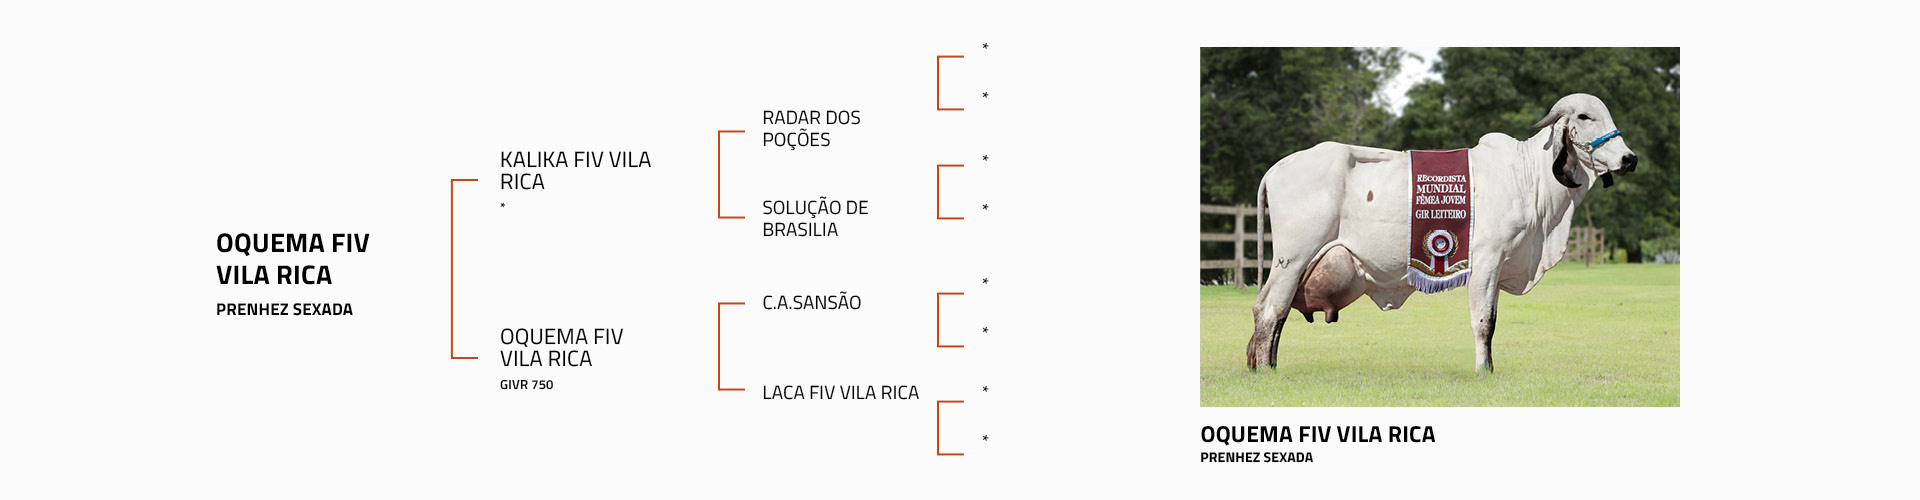 OQUEMA FIV
VILA RICA
PRENHEZ SEXADA
KALIKA FIV VILA
RICA
*
OQUEMA FIV
VILA RICA
GIVR 750
RADAR DOS
POÇÕES
SOLUÇÃO DE
BRASILIA
C.A.SANSÃO
LACA FIV VILA RICA
*
*
*
*
*
*
*
*
RECORDISTA
MUNDIAL
FÊMEA JOVEM
GIR LEITEIRO
OQUEMA FIV VILA RICA
PRENHEZ SEXADA